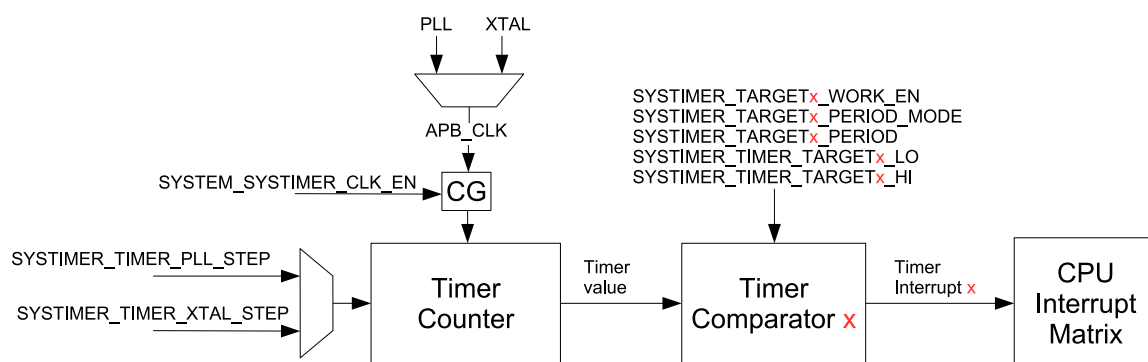 PLL XTAL
APB_CLK
SYSTEM_SYSTIMER_CLK_EN
CG
SYSTIMER_TARGETx_WORK_EN
SYSTIMER_TARGETx_PERIOD_MODE
SYSTIMER_TARGETx_PERIOD
SYSTIMER_TIMER_TARGETx_LO
SYSTIMER_TIMER_TARGETx_HI
SYSTIMER_TIMER_PLL_STEP
SYSTIMER_TIMER_XTAL_STEP
Timer
Counter
Timer
value
Timer
Comparator x
Timer
Interrupt x
CPU
Interrupt
Matrix